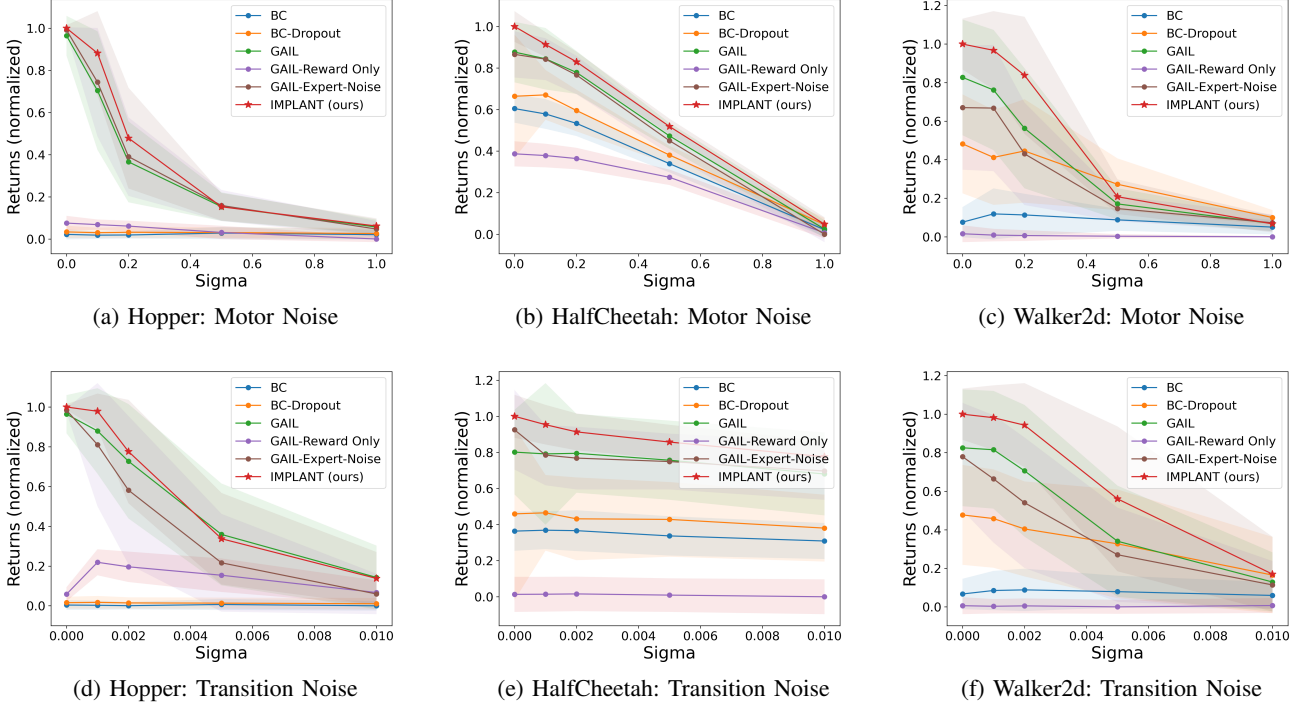 Returns (normalized)
1.0
0.8
0.6
0.4
0.2
0.0
BC
BC-Dropout
GAIL
GAIL-Reward Only
GAIL-Expert-Noise
IMPLANT (ours)
0.0 0.2 0.4 0.6 0.8 1.0
Sigma
(a) Hopper: Motor Noise
Returns (normalized)
1.0
0.8
0.6
0.4
0.2
0.0
BC
BC-Dropout
GAIL
GAIL-Reward Only
GAIL-Expert-Noise
IMPLANT (ours)
0.0 0.2 0.4 0.6 0.8 1.0
Sigma
(b) HalfCheetah: Motor Noise
Returns (normalized)
1.2
1.0
0.8
0.6
0.4
0.2
0.0
BC
BC-Dropout
GAIL
GAIL-Reward Only
GAIL-Expert-Noise
IMPLANT (ours)
0.0 0.2 0.4 0.6 0.8 1.0
Sigma
(c) Walker2d: Motor Noise
Returns (normalized)
1.0
0.8
0.6
0.4
0.2
0.0
BC
BC-Dropout
GAIL
GAIL-Reward Only
GAIL-Expert-Noise
IMPLANT (ours)
0.000 0.002 0.004 0.006 0.008 0.010
Sigma
(d) Hopper: Transition Noise
Returns (normalized)
1.2
1.0
0.8
0.6
0.4
0.2
0.0
BC
BC-Dropout
GAIL
GAIL-Reward Only
GAIL-Expert-Noise
IMPLANT (ours)
0.000 0.002 0.004 0.006 0.008 0.010
Sigma
(e) HalfCheetah: Transition Noise
Returns (normalized)
1.2
1.0
0.8
0.6
0.4
0.2
0.0
BC
BC-Dropout
GAIL
GAIL-Reward Only
GAIL-Expert-Noise
IMPLANT (ours)
0.000 0.002 0.004 0.006 0.008 0.010
Sigma
(f) Walker2d: Transition Noise